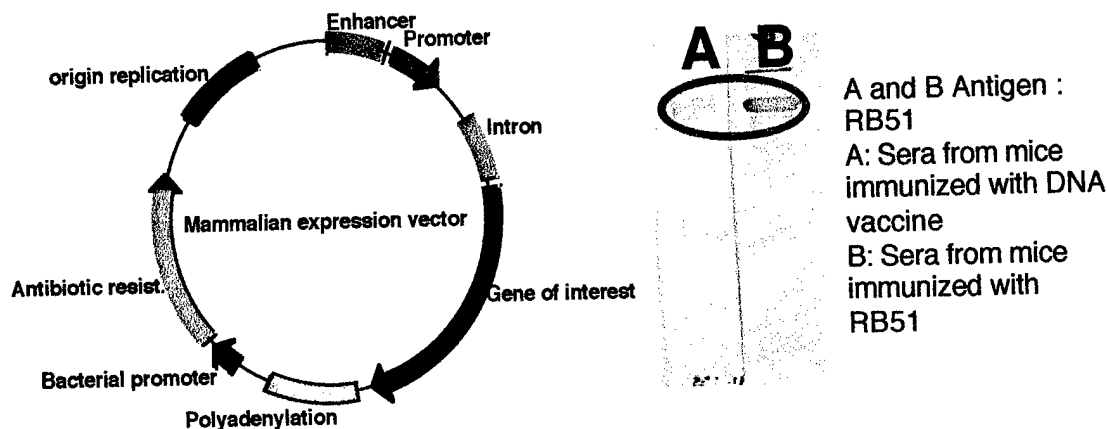 Enhancer
Promoter
origin replication
Intron
Mammalian expression vector
Antibiotic resist.
Gene of interest
Bacterial promoter
Polyadenylation
A B
A and B Antigen :
RB51
A: Sera from mice
immunized with DNA
vaccine
B: Sera from mice
immunized with
RB51